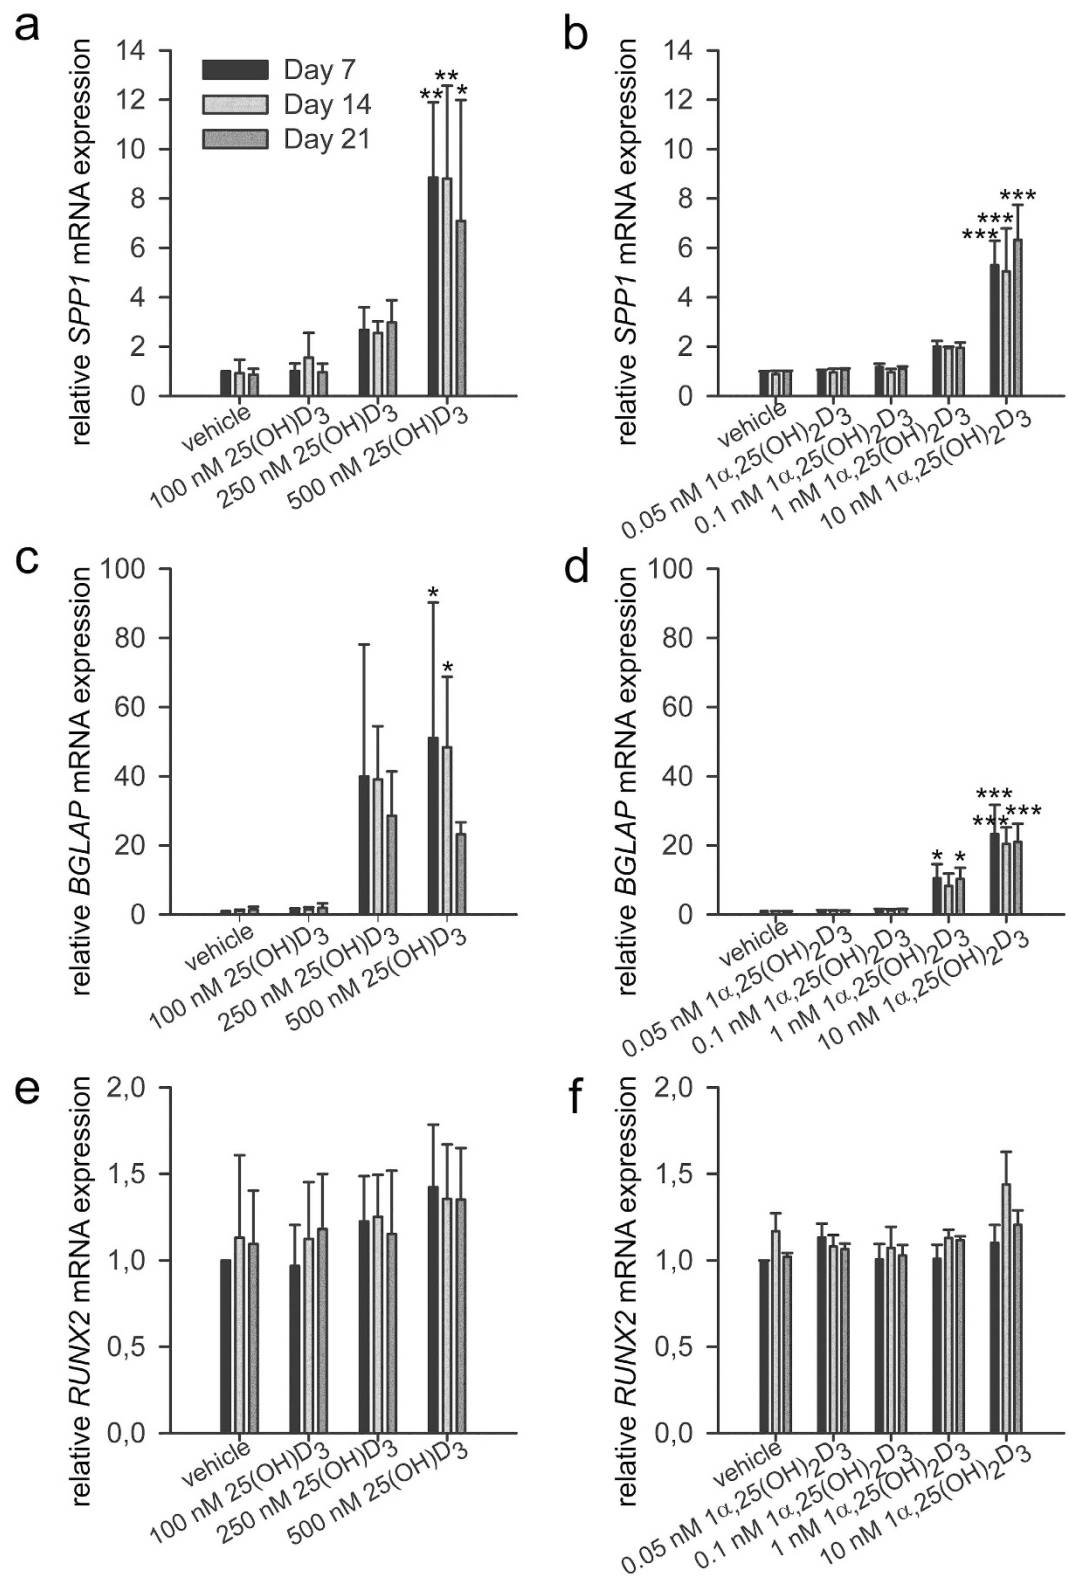 a
relative SPP1 mRNA expression
14
12
10
8
6
4
2
0
Day 7
Day 14
Day 21
**
**
*
vehicle
100 nM 25(OH)D3
250 nM 25(OH)D3
500 nM 25(OH)D3
b
relative SPP1 mRNA expression
14
12
10
8
6
4
2
0
***
***
***
vehicle
0.05 nM 1α,25(OH)2D3
0.1 nM 1α,25(OH)2D3
1 nM 1α,25(OH)2D3
10 nM 1α,25(OH)2D3
c
relative BGLAP mRNA expression
100
80
60
40
20
0
*
*
vehicle
100 nM 25(OH)D3
250 nM 25(OH)D3
500 nM 25(OH)D3
d
relative BGLAP mRNA expression
100
80
60
40
20
0
*
*
***
***
***
vehicle
0.05 nM 1α,25(OH)2D3
0.1 nM 1α,25(OH)2D3
1 nM 1α,25(OH)2D3
10 nM 1α,25(OH)2D3
e
relative RUNX2 mRNA expression
2,0
1,5
1,0
0,5
0,0
vehicle
100 nM 25(OH)D3
250 nM 25(OH)D3
500 nM 25(OH)D3
f
relative RUNX2 mRNA expression
2,0
1,5
1,0
0,5
0,0
vehicle
0.05 nM 1α,25(OH)2D3
0.1 nM 1α,25(OH)2D3
1 nM 1α,25(OH)2D3
10 nM 1α,25(OH)2D3